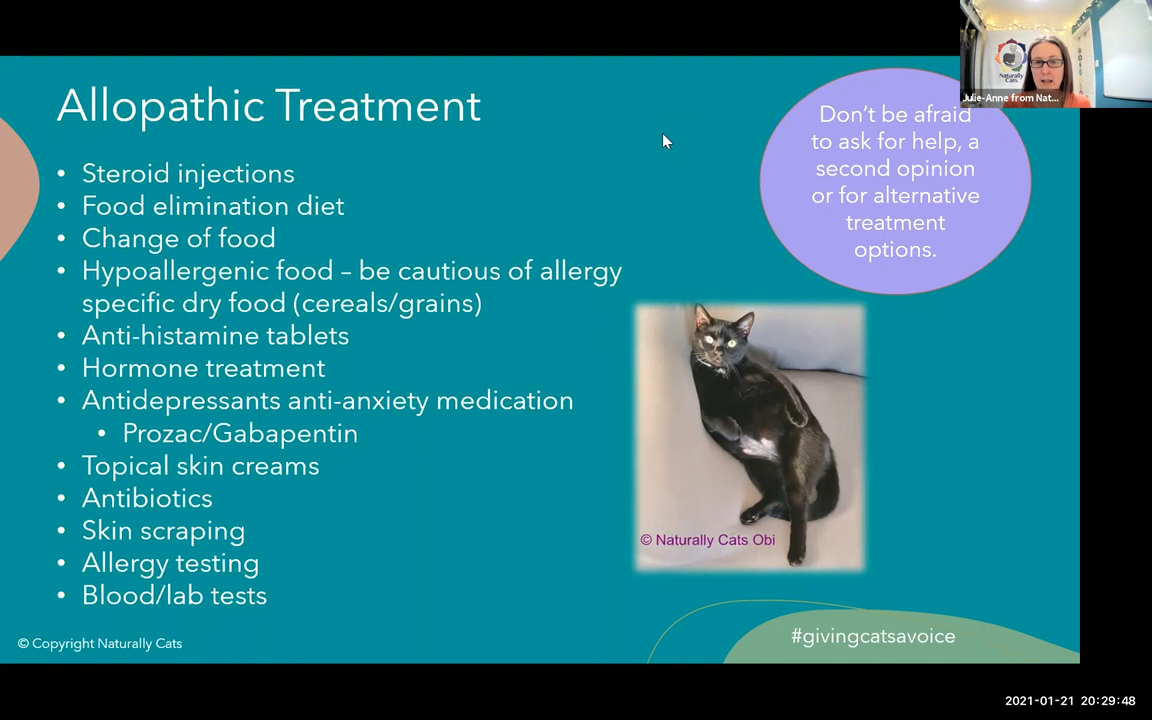 Allopathic Treatment
• Steroid injections
• Food elimination diet
• Change of food
• Hypoallergenic food – be cautious of allergy
specific dry food (cereals/grains)
• Anti-histamine tablets
• Hormone treatment
• Antidepressants anti-anxiety medication
• Prozac/Gabapentin
• Topical skin creams
• Antibiotics
• Skin scraping
• Allergy testing
• Blood/lab tests
Don't be afraid
to ask for help, a
second opinion
or for alternative
treatment
options.
Naturally
Cats
Julie-Anne from Nat...
© Naturally Cats Obi
© Copyright Naturally Cats
#givingcatsavoice
2021-01-21 20:29:48